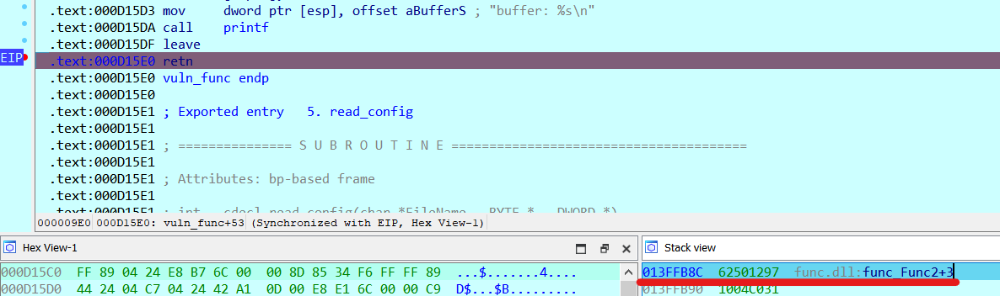 .text:000D15D3 mov     dword ptr [esp], offset aBufferS ; "buffer: %s\n"
.text:000D15DA call    printf
.text:000D15DF leave
EIP .text:000D15E0 retn
.text:000D15E0 vuln_func endp
.text:000D15E0
.text:000D15E1 ; Exported entry   5. read_config
.text:000D15E1
.text:000D15E1 ; =============== S U B R O U T I N E =======================================
.text:000D15E1
.text:000D15E1 ; Attributes: bp-based frame
.text:000D15E1
.text:000D15E1 ; int __cdecl read_config(char *FileName, _BYTE *, _DWORD *)
000009E0 000D15E0: vuln_func+53 (Synchronized with EIP, Hex View-1)
Hex View-1
000D15C0  FF 89 04 24 E8 B7 6C 00  00 8D 85 34 F6 FF FF 89  ...$.......4....
000D15D0  44 24 04 C7 04 24 42 A1  0D 00 E8 E1 6C 00 00 C9  D$...$B.........
Stack view
013FFB8C  62501297  func.dll:func_Func2+3
013FFB90  1004C031